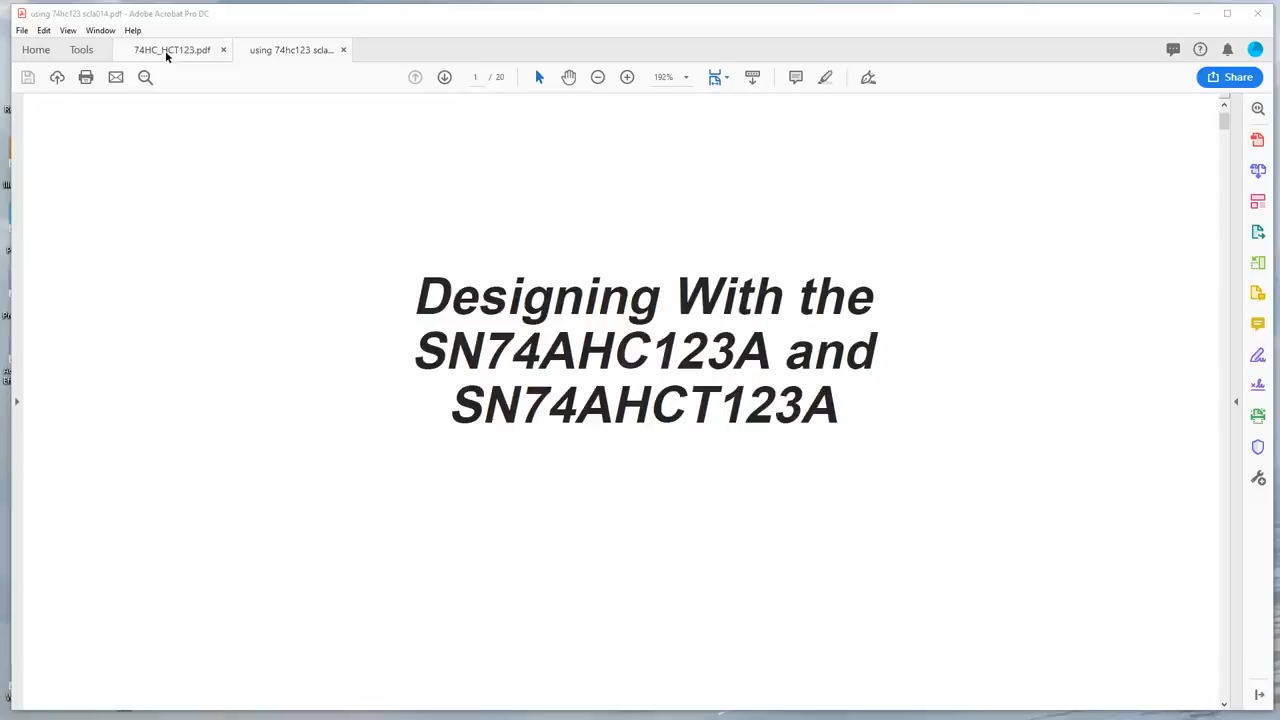 using 74hc123 scla014.pdf - Adobe Acrobat Pro DC
File Edit View Window Help
Home Tools 74HC_HCT123.pdf × using 74hc123 scla... ×
1 / 20 192% Share
Designing With the
SN74AHC123A and
SN74AHCT123A